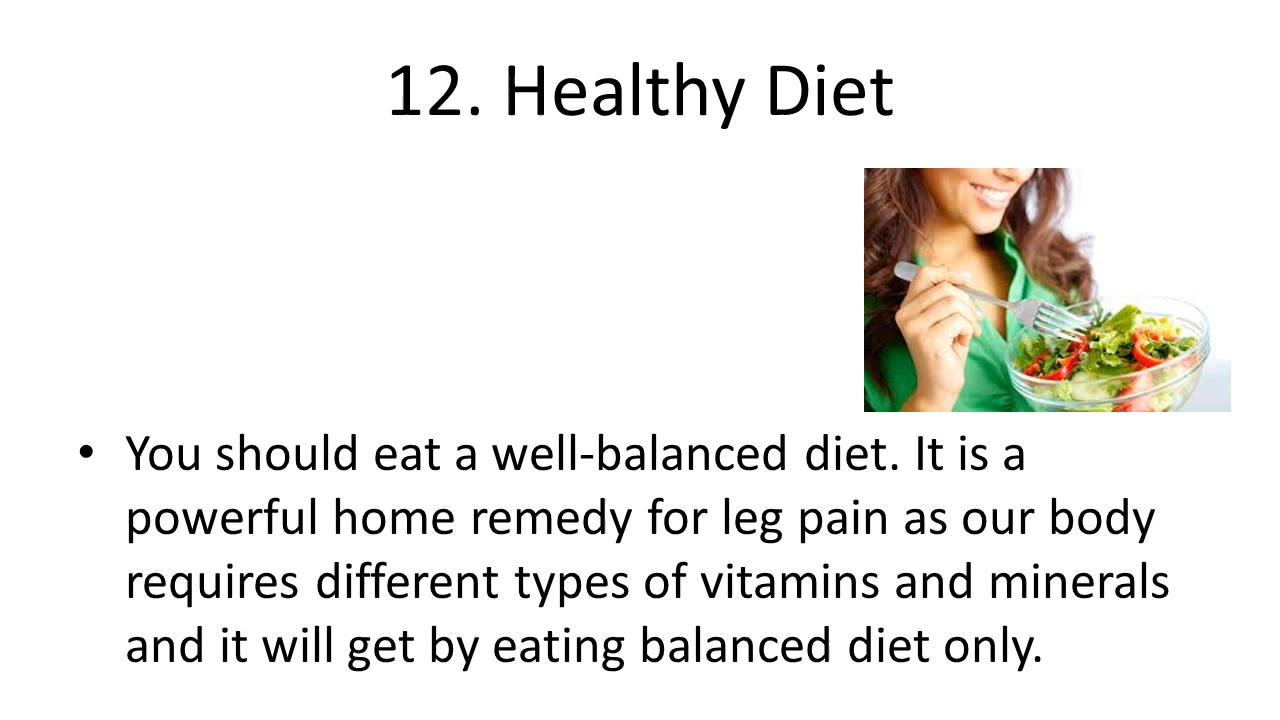 12. Healthy Diet
• You should eat a well-balanced diet. It is a
powerful home remedy for leg pain as our body
requires different types of vitamins and minerals
and it will get by eating balanced diet only.